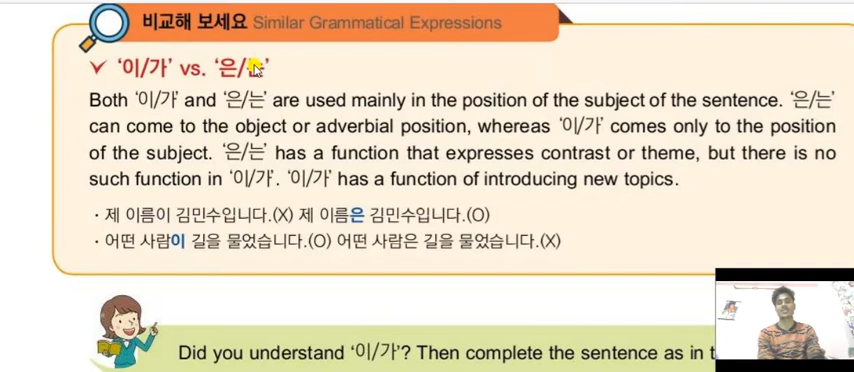 비교해 보세요 Similar Grammatical Expressions
‘이/가’ vs. ‘은/는’
Both ‘이/가’ and ‘은/는’ are used mainly in the position of the subject of the sentence. ‘은/는’
can come to the object or adverbial position, whereas ‘이/가’ comes only to the position
of the subject. ‘은/는’ has a function that expresses contrast or theme, but there is no
such function in ‘이/가’. ‘이/가’ has a function of introducing new topics.
· 제 이름이 김민수입니다.(X) 제 이름은 김민수입니다.(O)
· 어떤 사람이 길을 물었습니다.(O) 어떤 사람은 길을 물었습니다.(X)
Did you understand ‘이/가’? Then complete the sentence as in